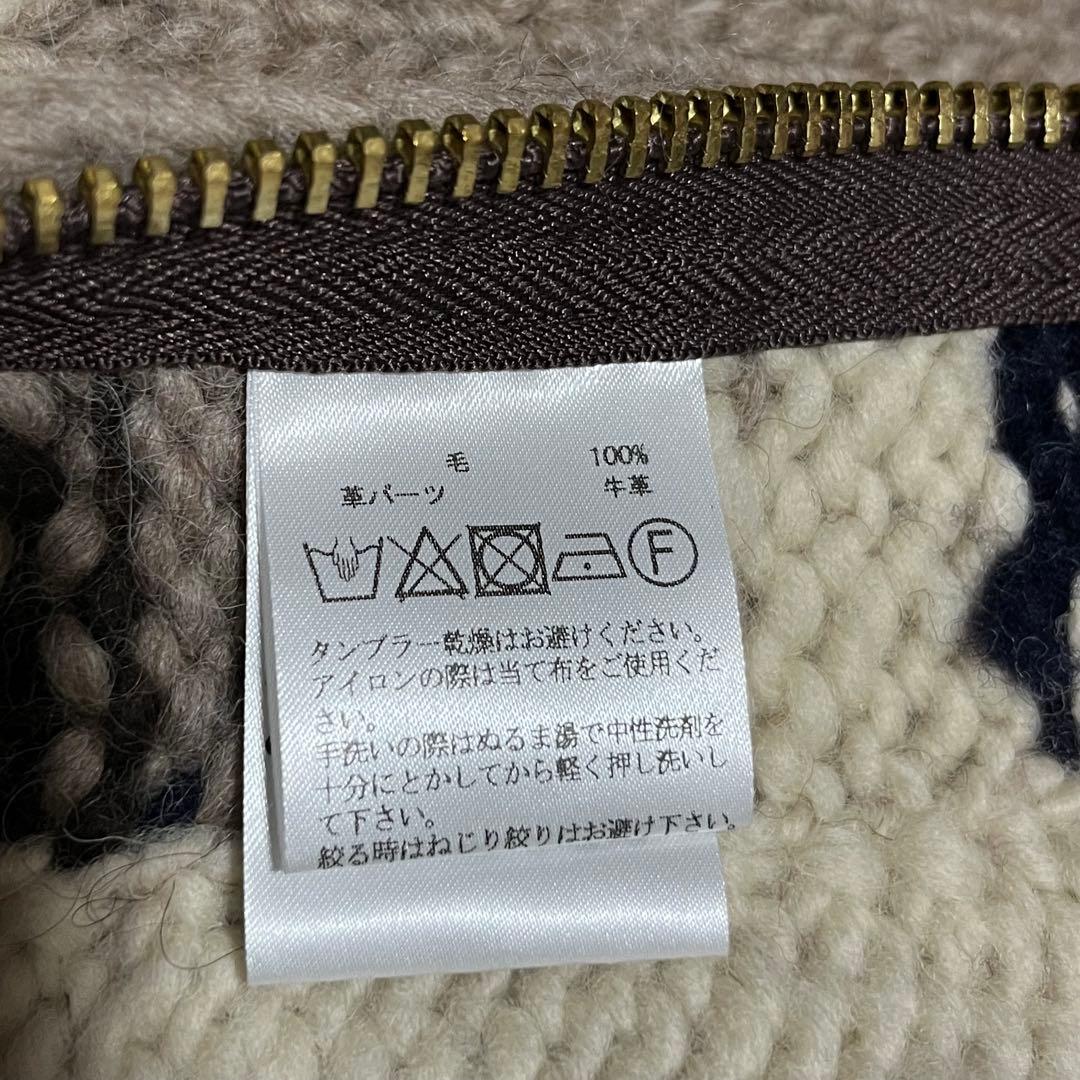 毛 100%
革パーツ 牛革
F
タンブラー乾燥はお避けください。
アイロンの際は当て布をご使用くだ
さい。
手洗いの際はぬるま湯で中性洗剤を
十分にとかしてから軽く押し洗いし
て下さい。
絞る時はねじり絞りはお避け下さい。